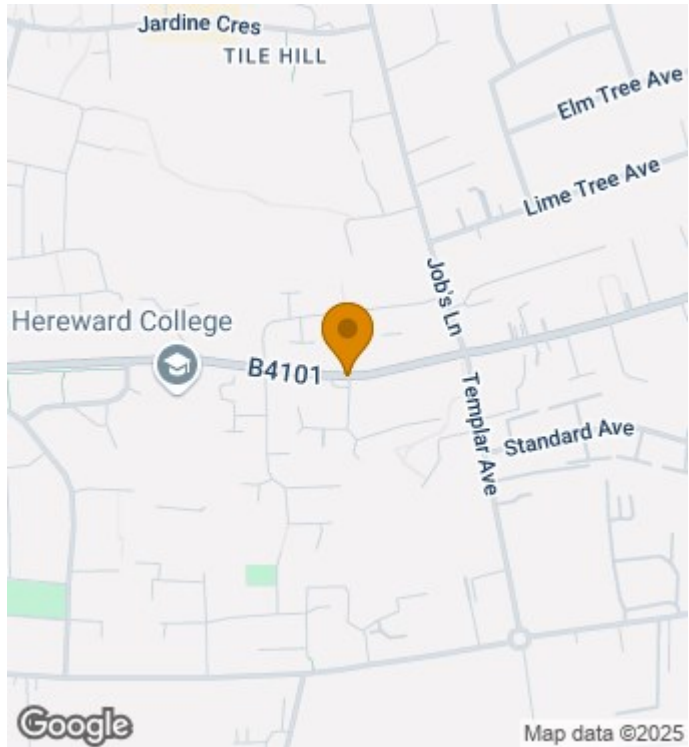 Jardine Cres
TILE HILL
Elm Tree Ave
Lime Tree Ave
Job's Ln
Hereward College
B4101
Templar Ave
Standard Ave
Google
Map data ©2025